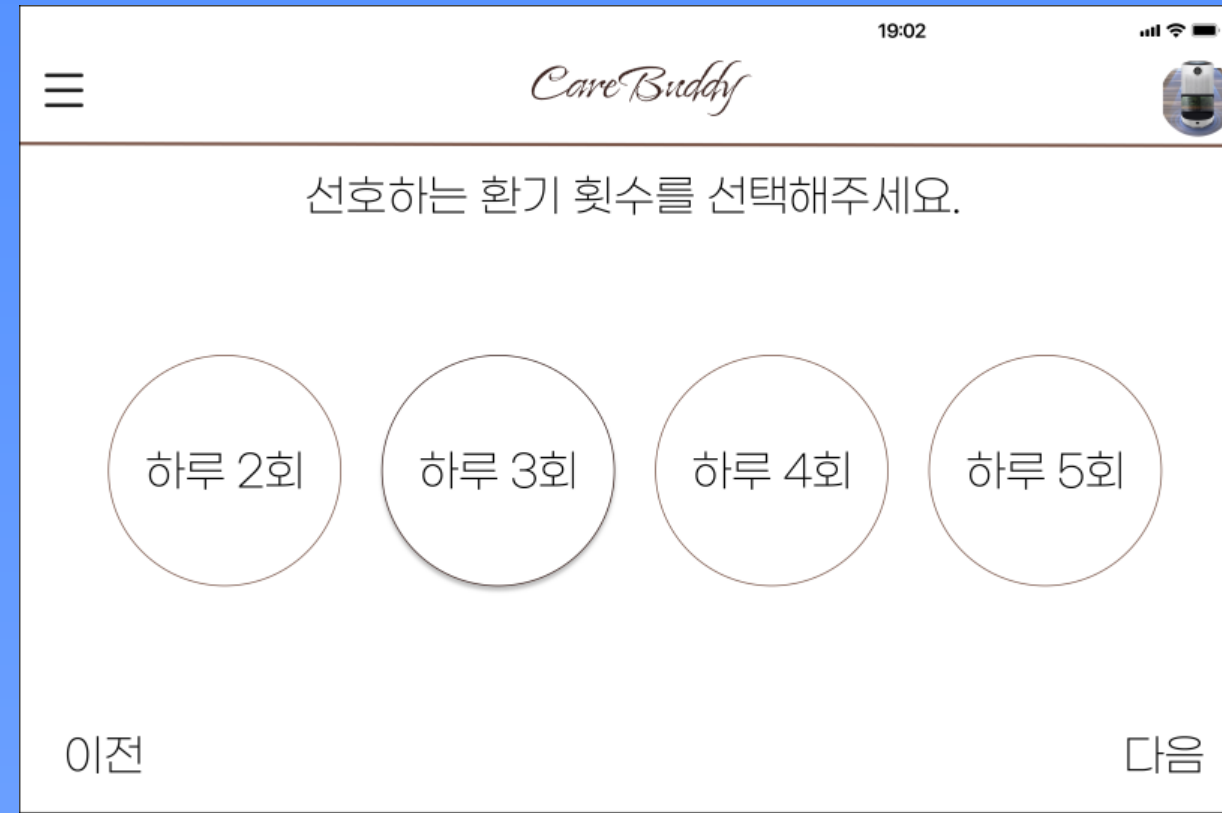 19:02
CareBuddy
선호하는 환기 횟수를 선택해주세요.
하루 2회
하루 3회
하루 4회
하루 5회
이전
다음